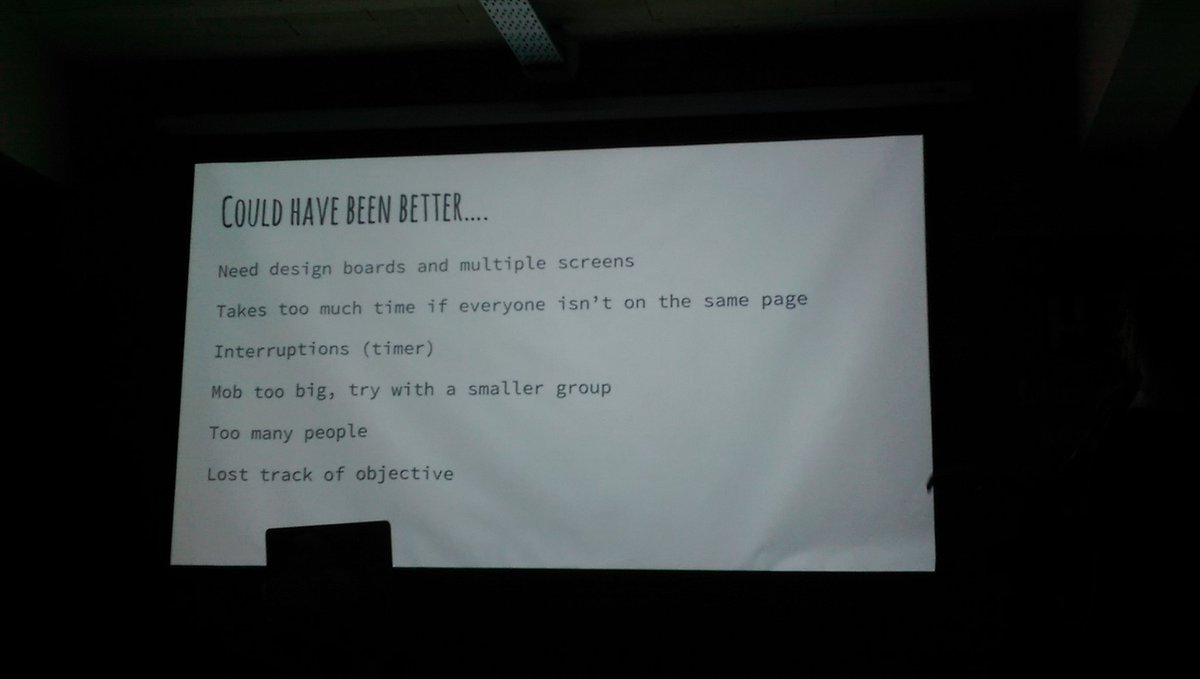 Could have been better....
Need design boards and multiple screens
Takes too much time if everyone isn't on the same page
Interruptions (timer)
Mob too big, try with a smaller group
Too many people
Lost track of objective